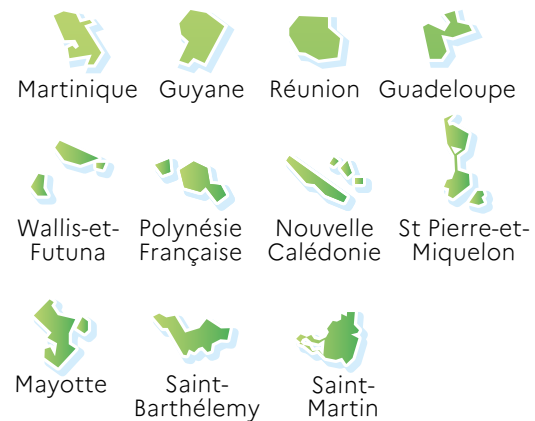 Martinique Guyane Réunion Guadeloupe
Wallis-et-
Futuna
Polynésie
Française
Nouvelle
Calédonie
St Pierre-et-
Miquelon
Mayotte
Saint-
Barthélemy
Saint-
Martin